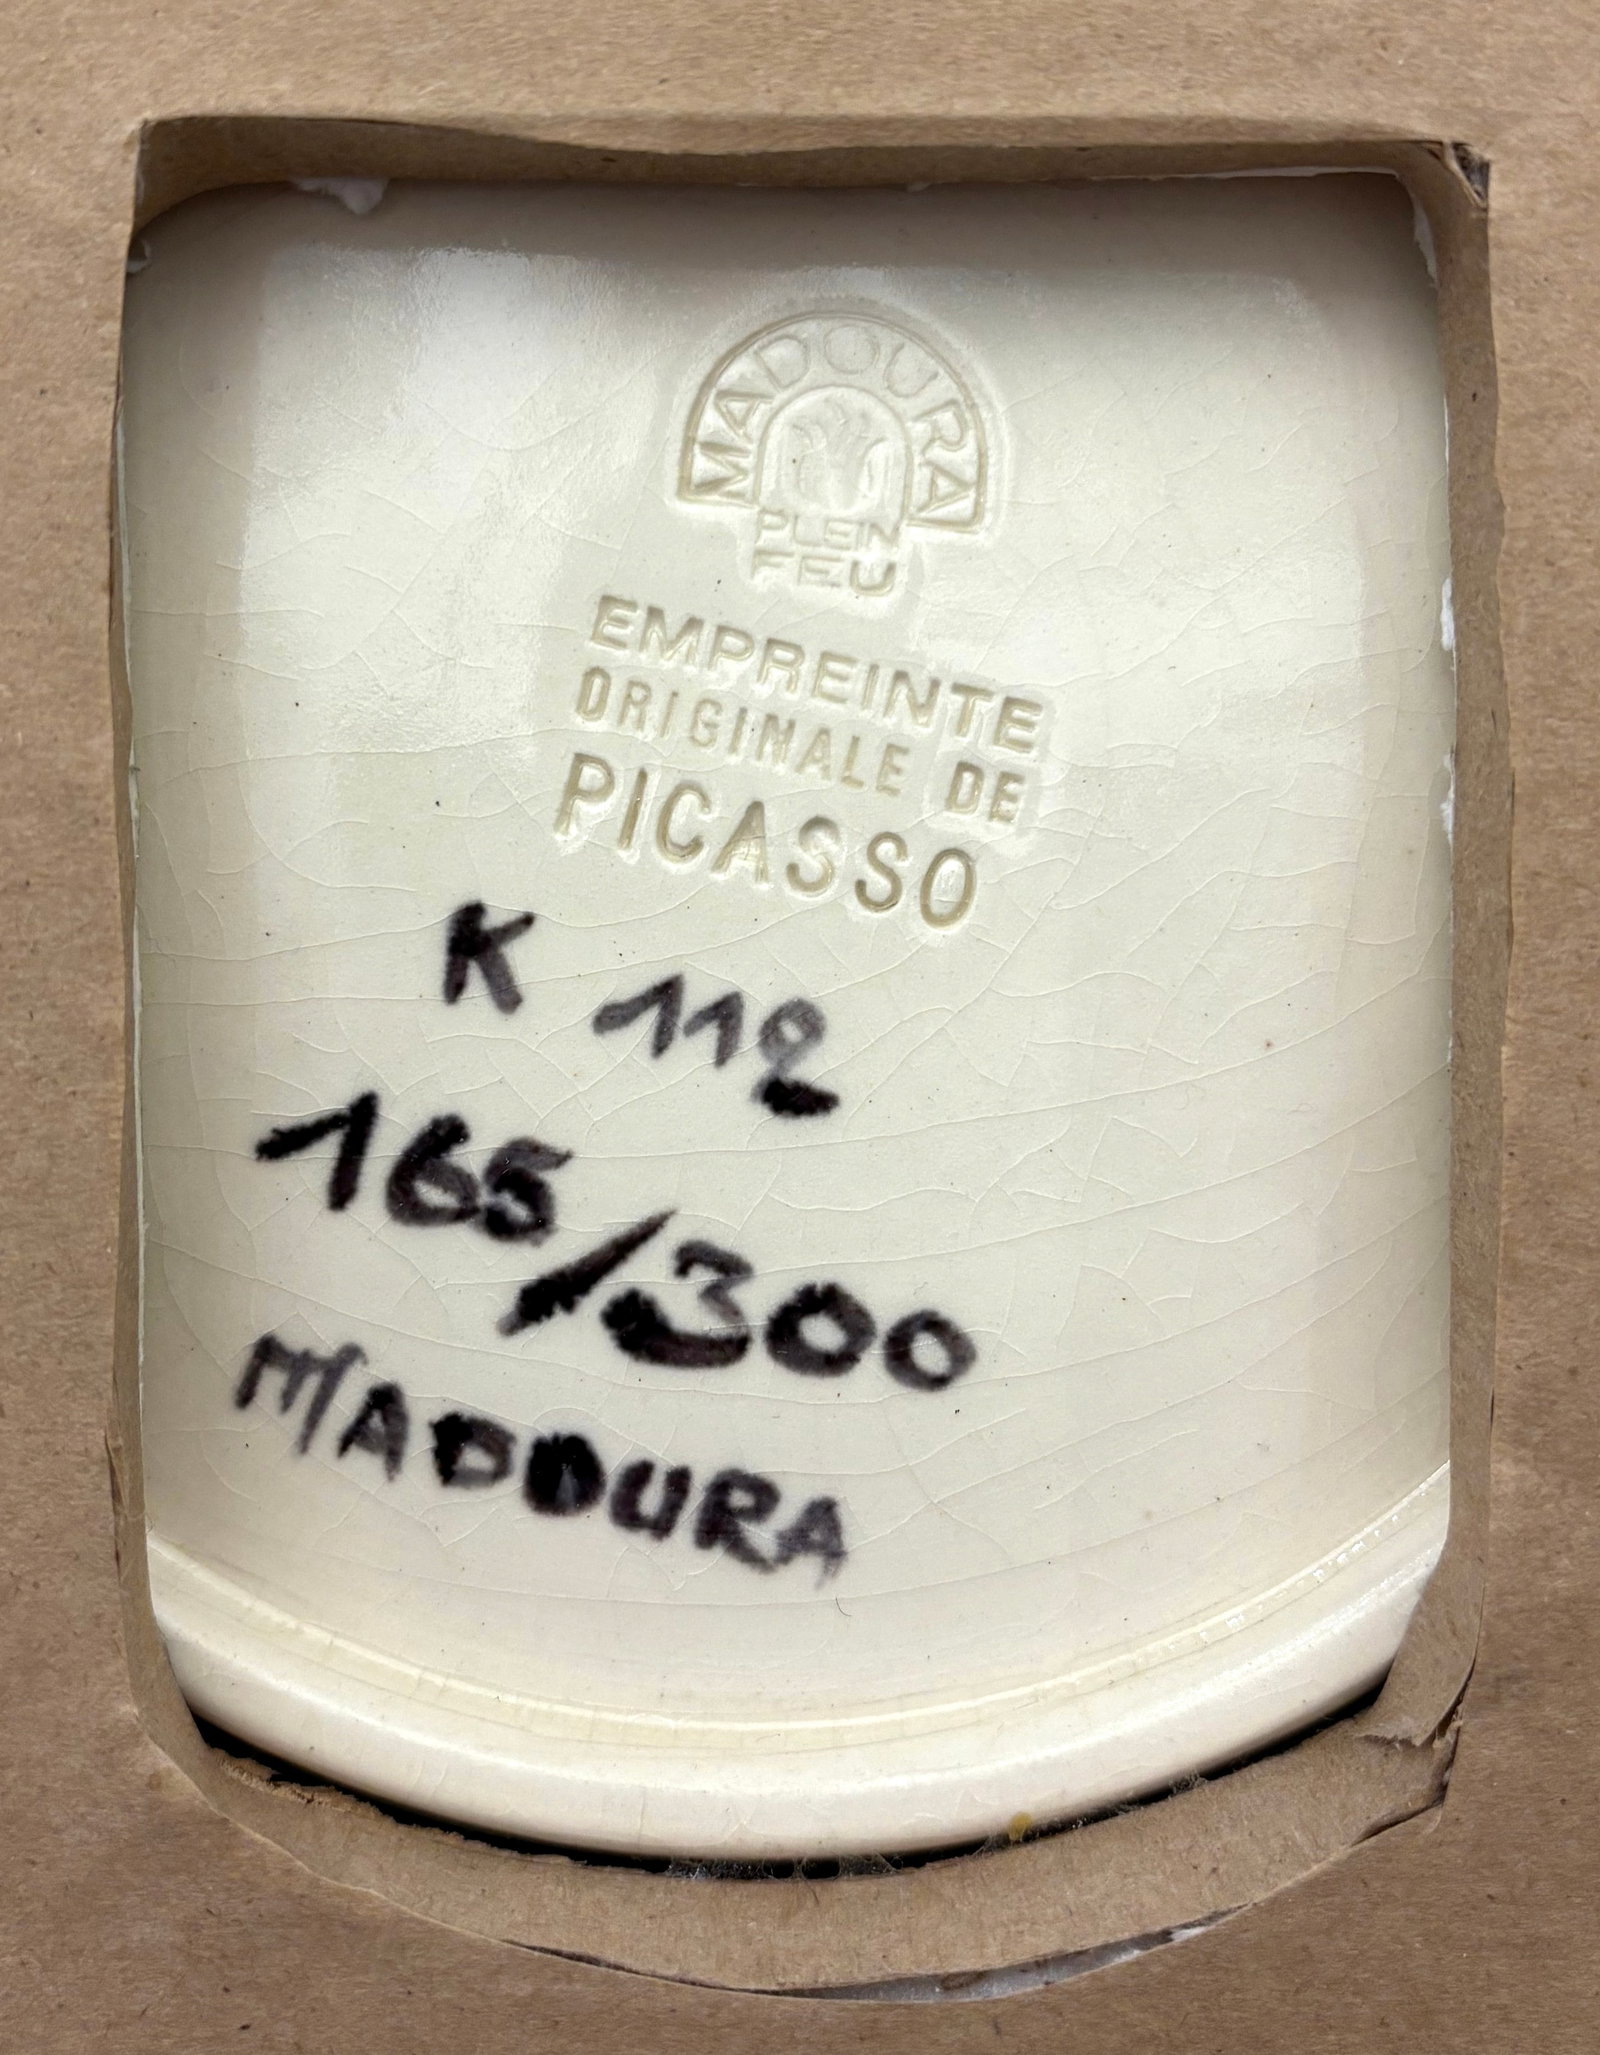 MADOURA
PLEIN
FEU
EMPREINTE
ORIGINALE DE
PICASSO
K 112
165/300
MADOURA